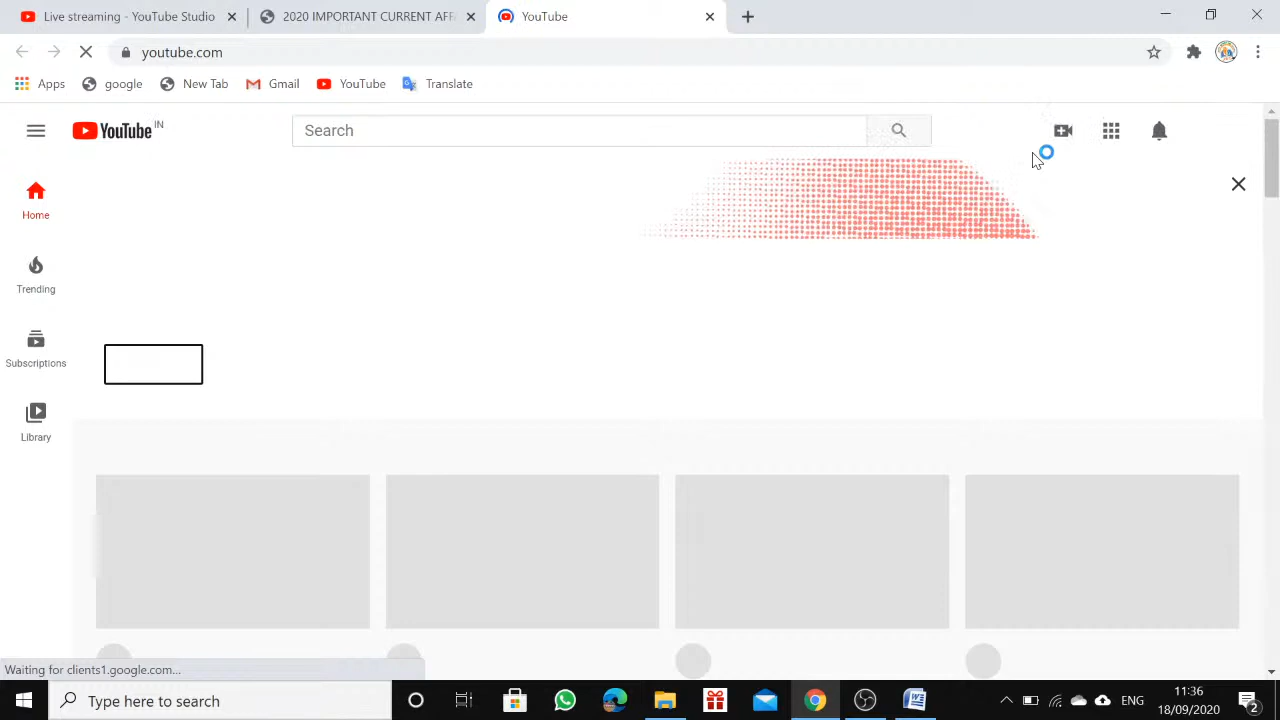 Live streaming - YouTube Studio
2020 IMPORTANT CURRENT AFF
YouTube
youtube.com
Apps
google
New Tab
Gmail
YouTube
Translate
YouTube IN
Search
Home
Trending
Subscriptions
Library
Waiting for clients1.google.com...
Type here to search
ENG
11:36
18/09/2020
2